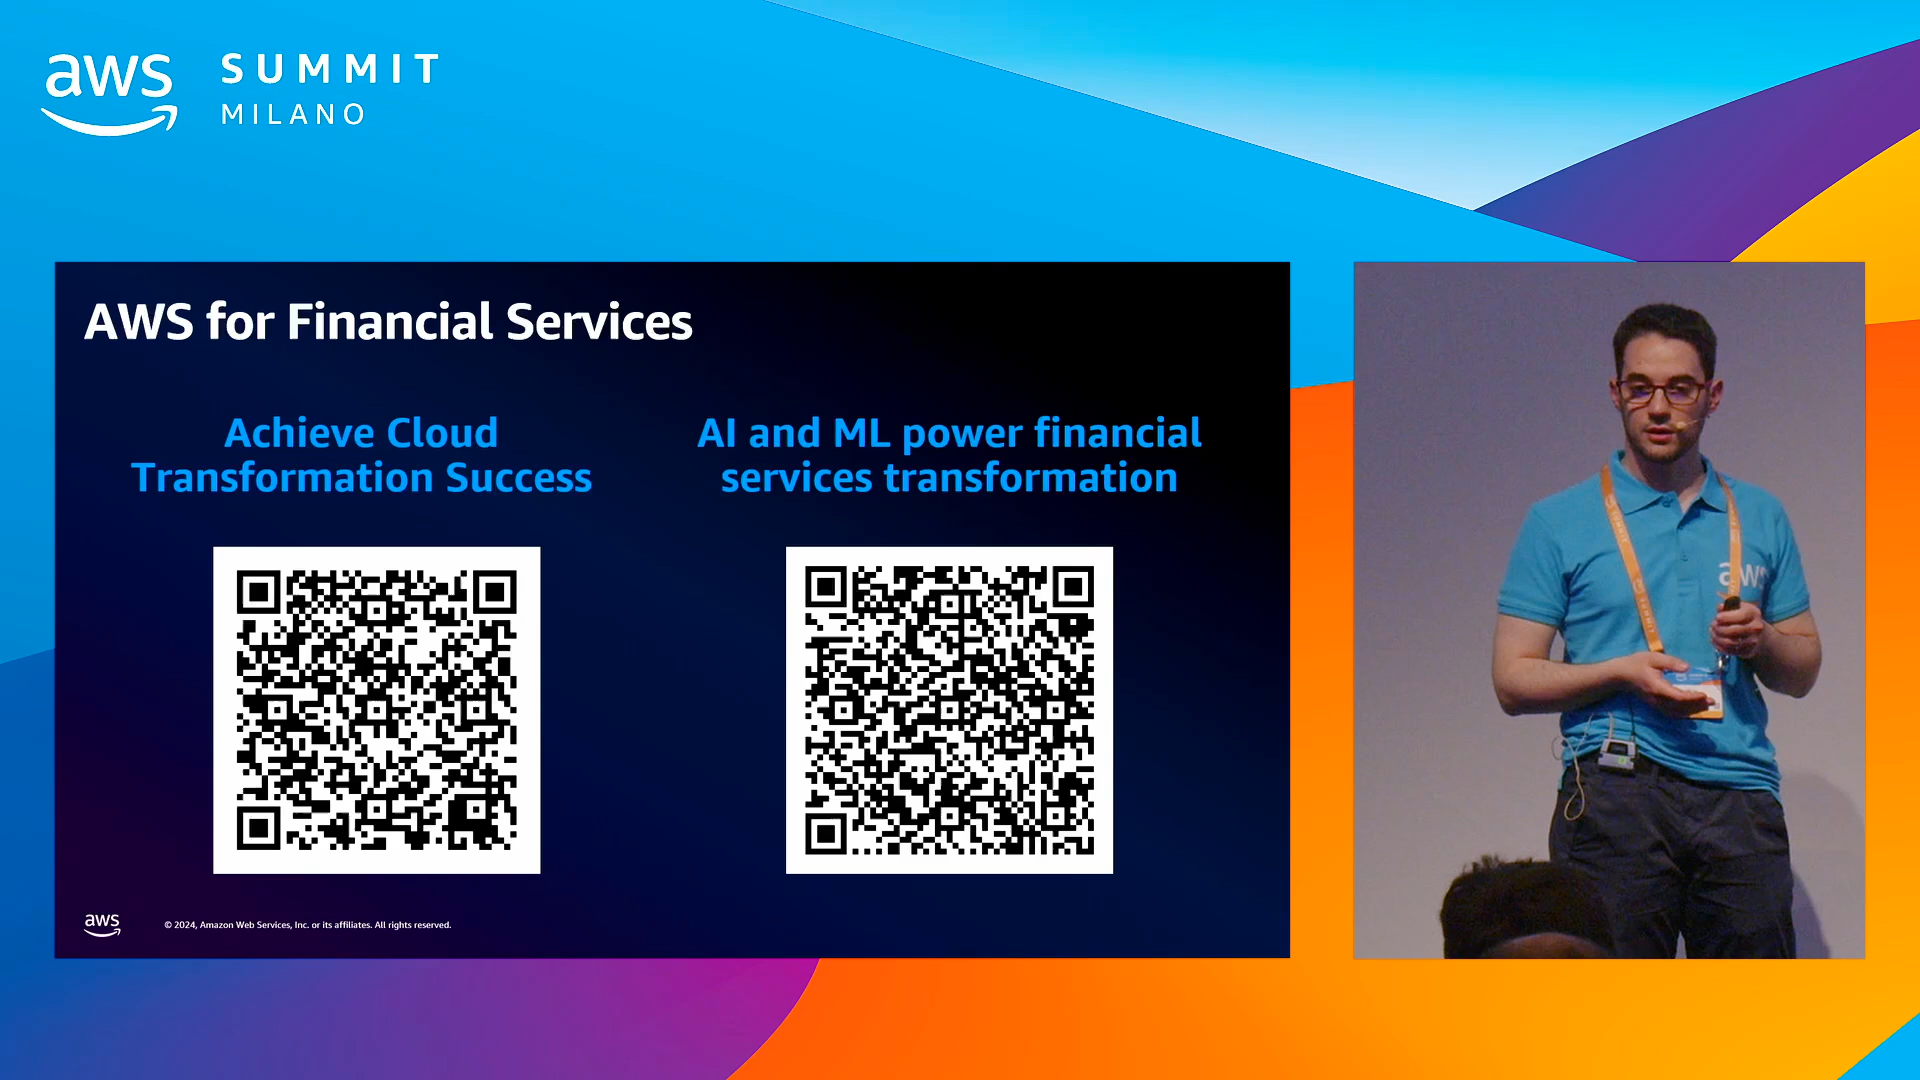 aws
SUMMIT
MILANO
AWS for Financial Services
Achieve Cloud
Transformation Success
AI and ML power financial
services transformation
aws
© 2024, Amazon Web Services, Inc. or its affiliates. All rights reserved.
aws